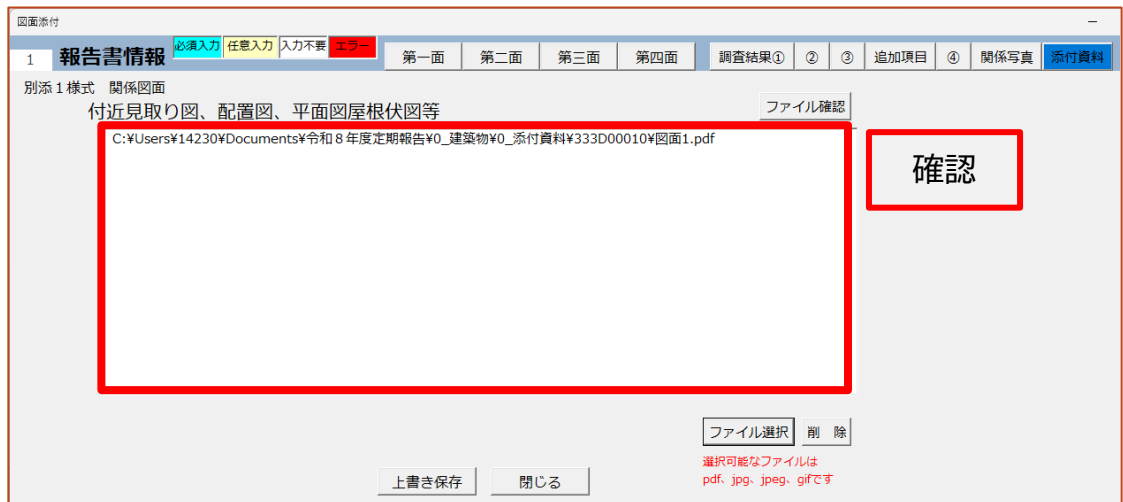 図面添付
1 報告書情報 必須入力 任意入力 入力不要 エラー 第一面 第二面 第三面 第四面 調査結果① ② ③ 追加項目 ④ 関係写真 添付資料
別添1様式 関係図面
付近見取り図、配置図、平面図屋根伏図等
ファイル確認
C:¥Users¥14230¥Documents¥令和8年度定期報告¥0_建築物¥0_添付資料¥333D00010¥図面1.pdf
確認
ファイル選択 削 除
選択可能なファイルは
pdf、jpg、jpeg、gifです
上書き保存 閉じる